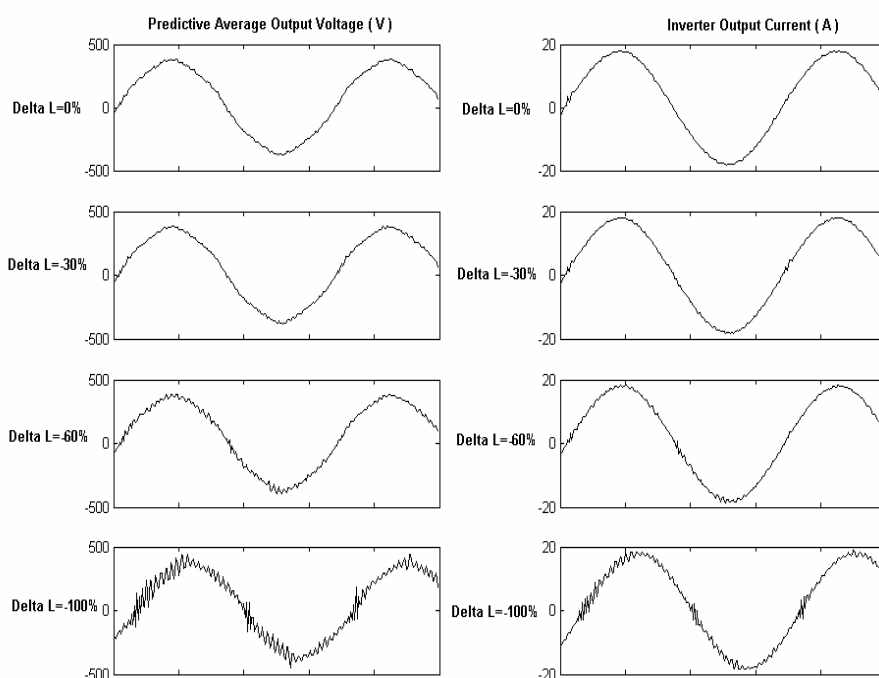 Predictive Average Output Voltage ( V )
500
Delta L=0%
0
-500
500
Delta L=-30%
0
-500
500
Delta L=-60%
0
-500
500
Delta L=-100%
0
-500
Inverter Output Current ( A )
20
Delta L=0%
0
-20
20
Delta L=-30%
0
-20
20
Delta L=-60%
0
-20
20
Delta L=-100%
0
-20